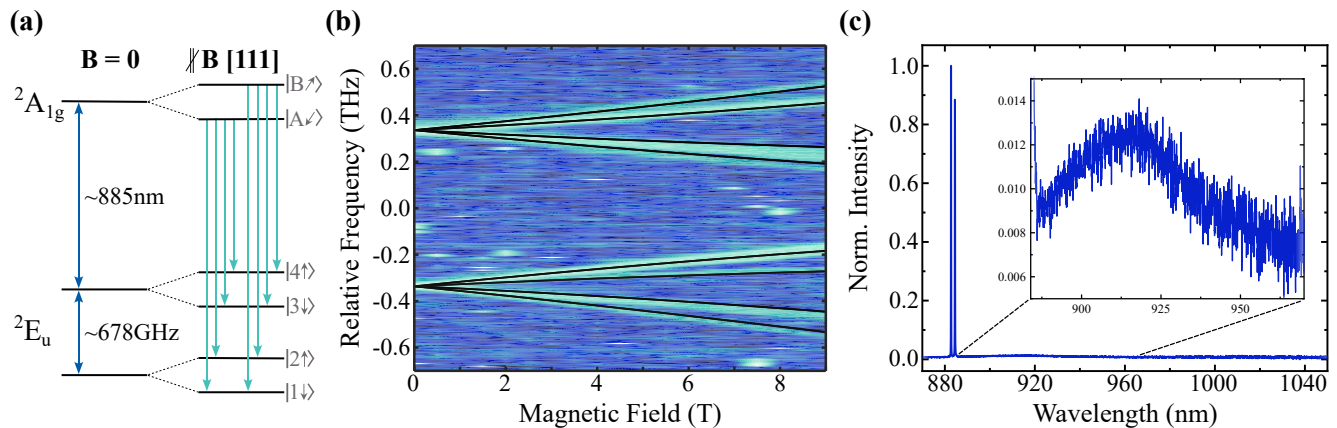 (a)
B = 0
∦B [111]
²A₁g
~885nm
²Eᵤ
~678GHz
|B↗⟩
|A↙⟩
|4↑⟩
|3↓⟩
|2↑⟩
|1↓⟩
(b)
Relative Frequency (THz)
0.6
0.4
0.2
0.0
-0.2
-0.4
-0.6
0 2 4 6 8
Magnetic Field (T)
(c)
Norm. Intensity
1.0
0.8
0.6
0.4
0.2
0.0
0.014
0.012
0.010
0.008
0.006
900 925 950
880 920 960 1000 1040
Wavelength (nm)